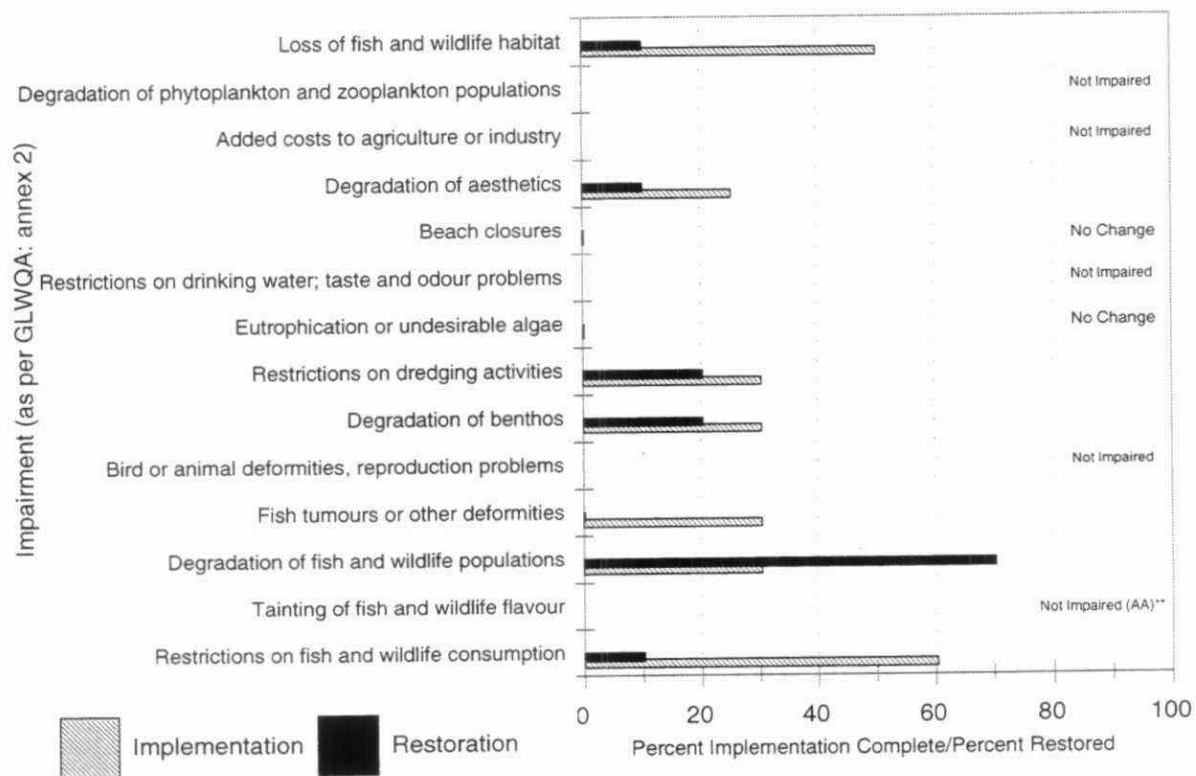 Impairment (as per GLWQA: annex 2)
Loss of fish and wildlife habitat
Degradation of phytoplankton and zooplankton populations
Not Impaired
Added costs to agriculture or industry
Not Impaired
Degradation of aesthetics
Beach closures
No Change
Restrictions on drinking water; taste and odour problems
Not Impaired
Eutrophication or undesirable algae
No Change
Restrictions on dredging activities
Degradation of benthos
Bird or animal deformities, reproduction problems
Not Impaired
Fish tumours or other deformities
Degradation of fish and wildlife populations
Tainting of fish and wildlife flavour
Not Impaired (AA)**
Restrictions on fish and wildlife consumption
0 20 40 60 80 100
Percent Implementation Complete/Percent Restored
Implementation
Restoration